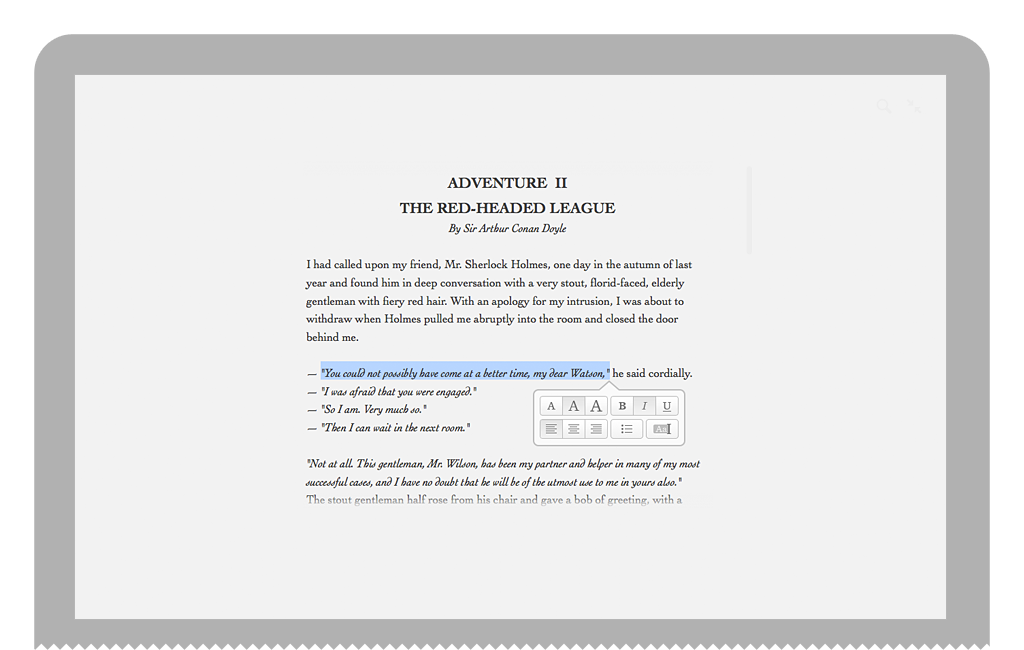 ADVENTURE II
THE RED-HEADED LEAGUE
By Sir Arthur Conan Doyle
I had called upon my friend, Mr. Sherlock Holmes, one day in the autumn of last
year and found him in deep conversation with a very stout, florid-faced, elderly
gentleman with fiery red hair. With an apology for my intrusion, I was about to
withdraw when Holmes pulled me abruptly into the room and closed the door
behind me.
— "You could not possibly have come at a better time, my dear Watson," he said cordially.
— "I was afraid that you were engaged."
— "So I am. Very much so."
— "Then I can wait in the next room."
A A A B I U
Aa
"Not at all. This gentleman, Mr. Wilson, has been my partner and helper in many of my most
successful cases, and I have no doubt that he will be of the utmost use to me in yours also."
The stout gentleman half rose from his chair and gave a bob of greeting, with a